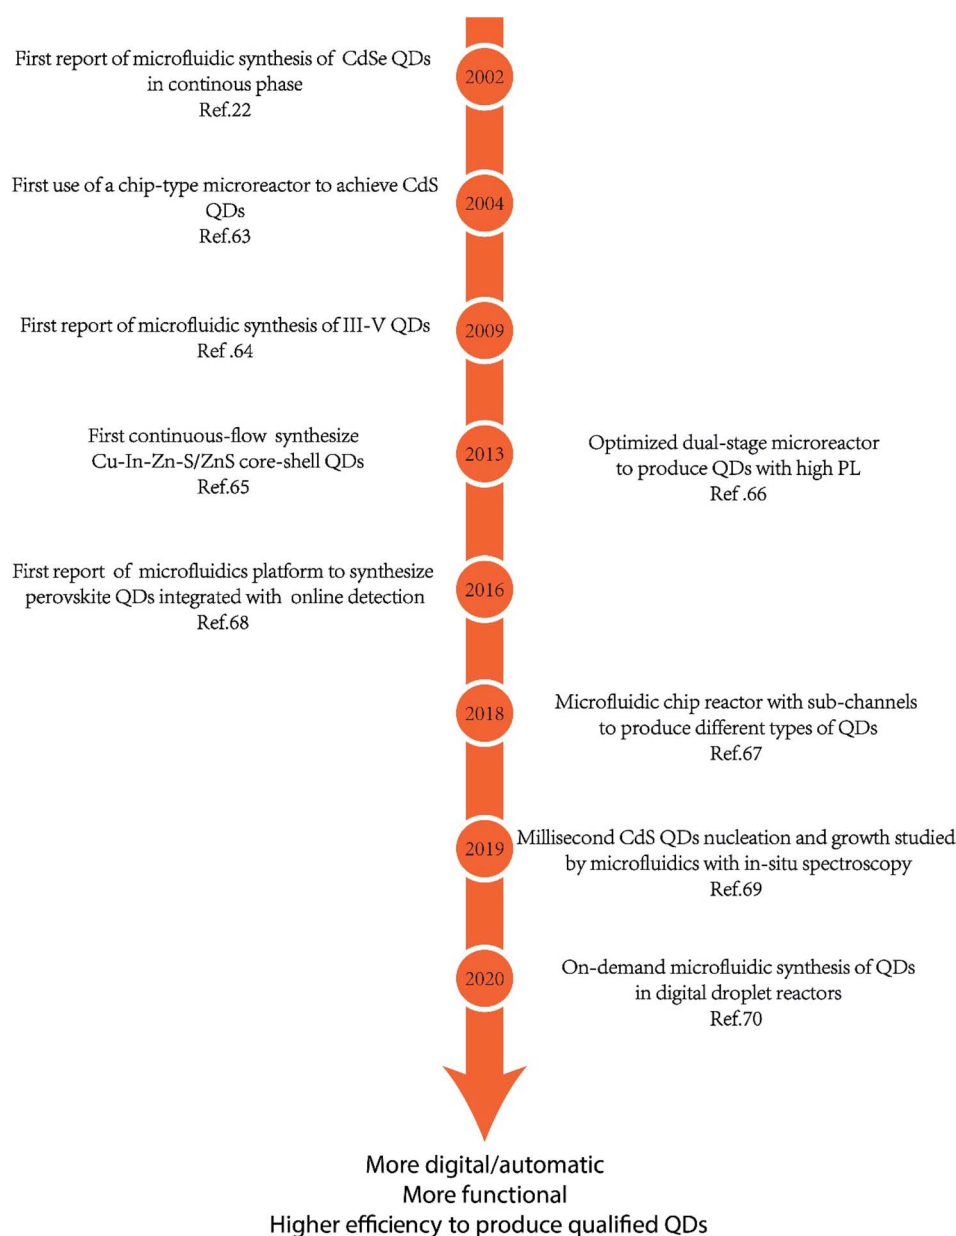 First report of microfluidic synthesis of CdSe QDs
in continous phase
Ref.22
2002
First use of a chip-type microreactor to achieve CdS
QDs
Ref.63
2004
First report of microfluidic synthesis of III-V QDs
Ref .64
2009
First continuous-flow synthesize
Cu-In-Zn-S/ZnS core-shell QDs
Ref.65
2013
Optimized dual-stage microreactor
to produce QDs with high PL
Ref .66
First report of microfluidics platform to synthesize
perovskite QDs integrated with online detection
Ref.68
2016
2018
Microfluidic chip reactor with sub-channels
to produce different types of QDs
Ref.67
2019
Millisecond CdS QDs nucleation and growth studied
by microfluidics with in-situ spectroscopy
Ref.69
2020
On-demand microfluidic synthesis of QDs
in digital droplet reactors
Ref.70
More digital/automatic
More functional
Higher efficiency to produce qualified QDs